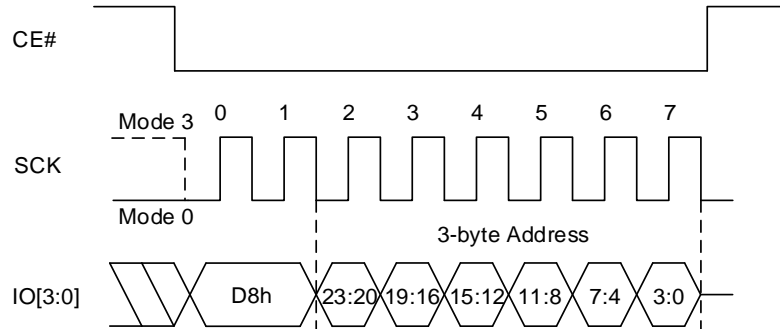 CE#
0 1 2 3 4 5 6 7
Mode 3
SCK
Mode 0
3-byte Address
IO[3:0] D8h 23:20 19:16 15:12 11:8 7:4 3:0